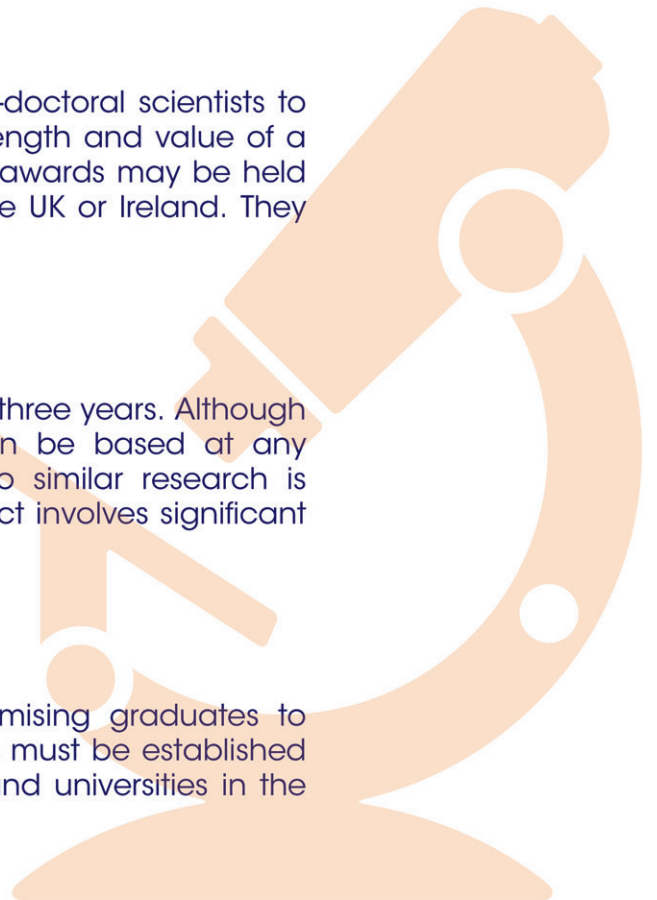 -doctoral scientists to
ength and value of a
awards may be held
e UK or Ireland. They
three years. Although
n be based at any
o similar research is
ct involves significant
mising graduates to
must be established
and universities in the